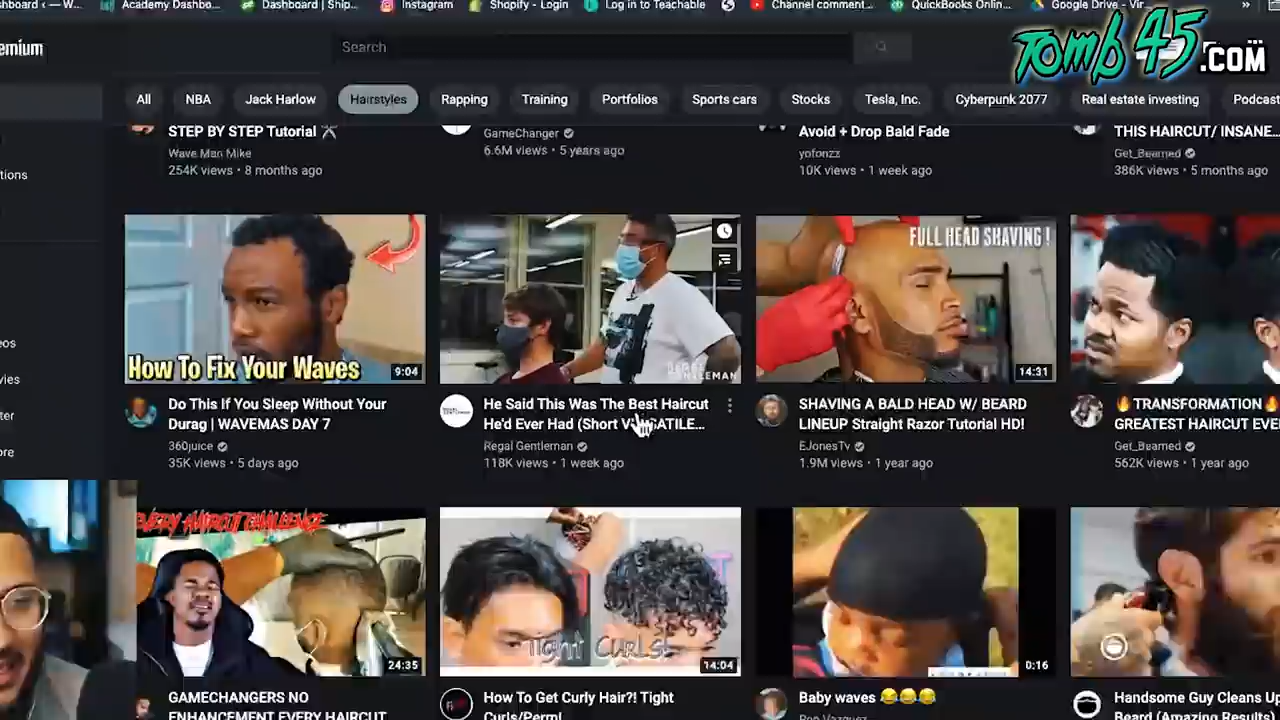 shboard ‹ — W...
Academy Dashbo...
Dashboard | Ship...
Instagram
Shopify - Login
Log in to Teachable
Channel comment...
QuickBooks Onlin...
Google Drive - Vir...
»
TOMB 45.COM
emium
Search
All
NBA
Jack Harlow
Hairstyles
Rapping
Training
Portfolios
Sports cars
Stocks
Tesla, Inc.
Cyberpunk 2077
Real estate investing
Podcast
STEP BY STEP Tutorial
Wave Man Mike
254K views • 8 months ago
GameChanger
6.6M views • 5 years ago
Avoid + Drop Bald Fade
yofonzz
10K views • 1 week ago
THIS HAIRCUT/ INSANE...
Get_Beamed
386K views • 5 months ago
tions
eos
vies
ter
ore
How To Fix Your Waves
9:04
Do This If You Sleep Without Your
Durag | WAVEMAS DAY 7
360juice
35K views • 5 days ago
GENTLEMAN
He Said This Was The Best Haircut
He'd Ever Had (Short
Regal Gentleman
118K views • 1 week ago
FULL HEAD SHAVING !
14:31
SHAVING A BALD HEAD W/ BEARD
LINEUP Straight Razor Tutorial HD!
EJonesTv
1.9M views • 1 year ago
🔥TRANSFORMATION🔥
GREATEST HAIRCUT EVE
Get_Beamed
562K views • 1 year ago
EVERY HAIRCUT CHALLENGE
24:35
GAMECHANGERS NO
ENHANCEMENT EVERY HAIRCUT
TIGHT CURLS!
14:04
How To Get Curly Hair?! Tight
Curls/Perm!
0:16
Baby waves 😂😂😂
Ron Vazquez
Handsome Guy Cleans U
Beard (Amazing Results)